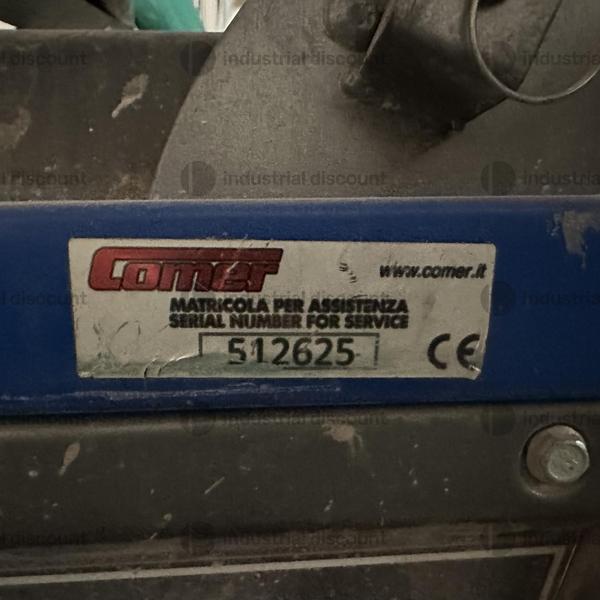 Comer
www.comer.it
MATRICOLA PER ASSISTENZA
SERIAL NUMBER FOR SERVICE
512625
CE
industrial discount